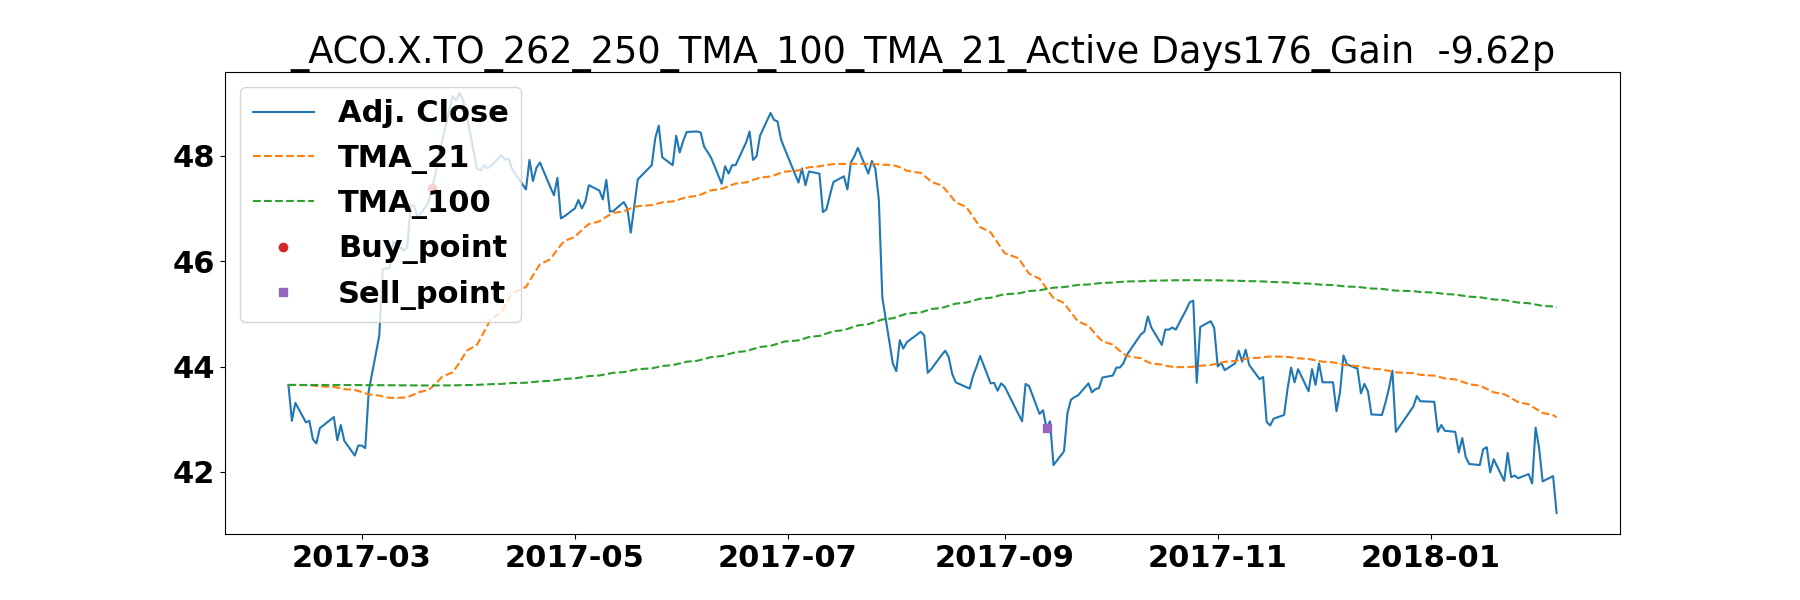 _ACO.X.TO_262_250_TMA_100_TMA_21_Active Days176_Gain  -9.62p
Adj. Close
TMA_21
TMA_100
Buy_point
Sell_point
48
46
44
42
2017-03 2017-05 2017-07 2017-09 2017-11 2018-01